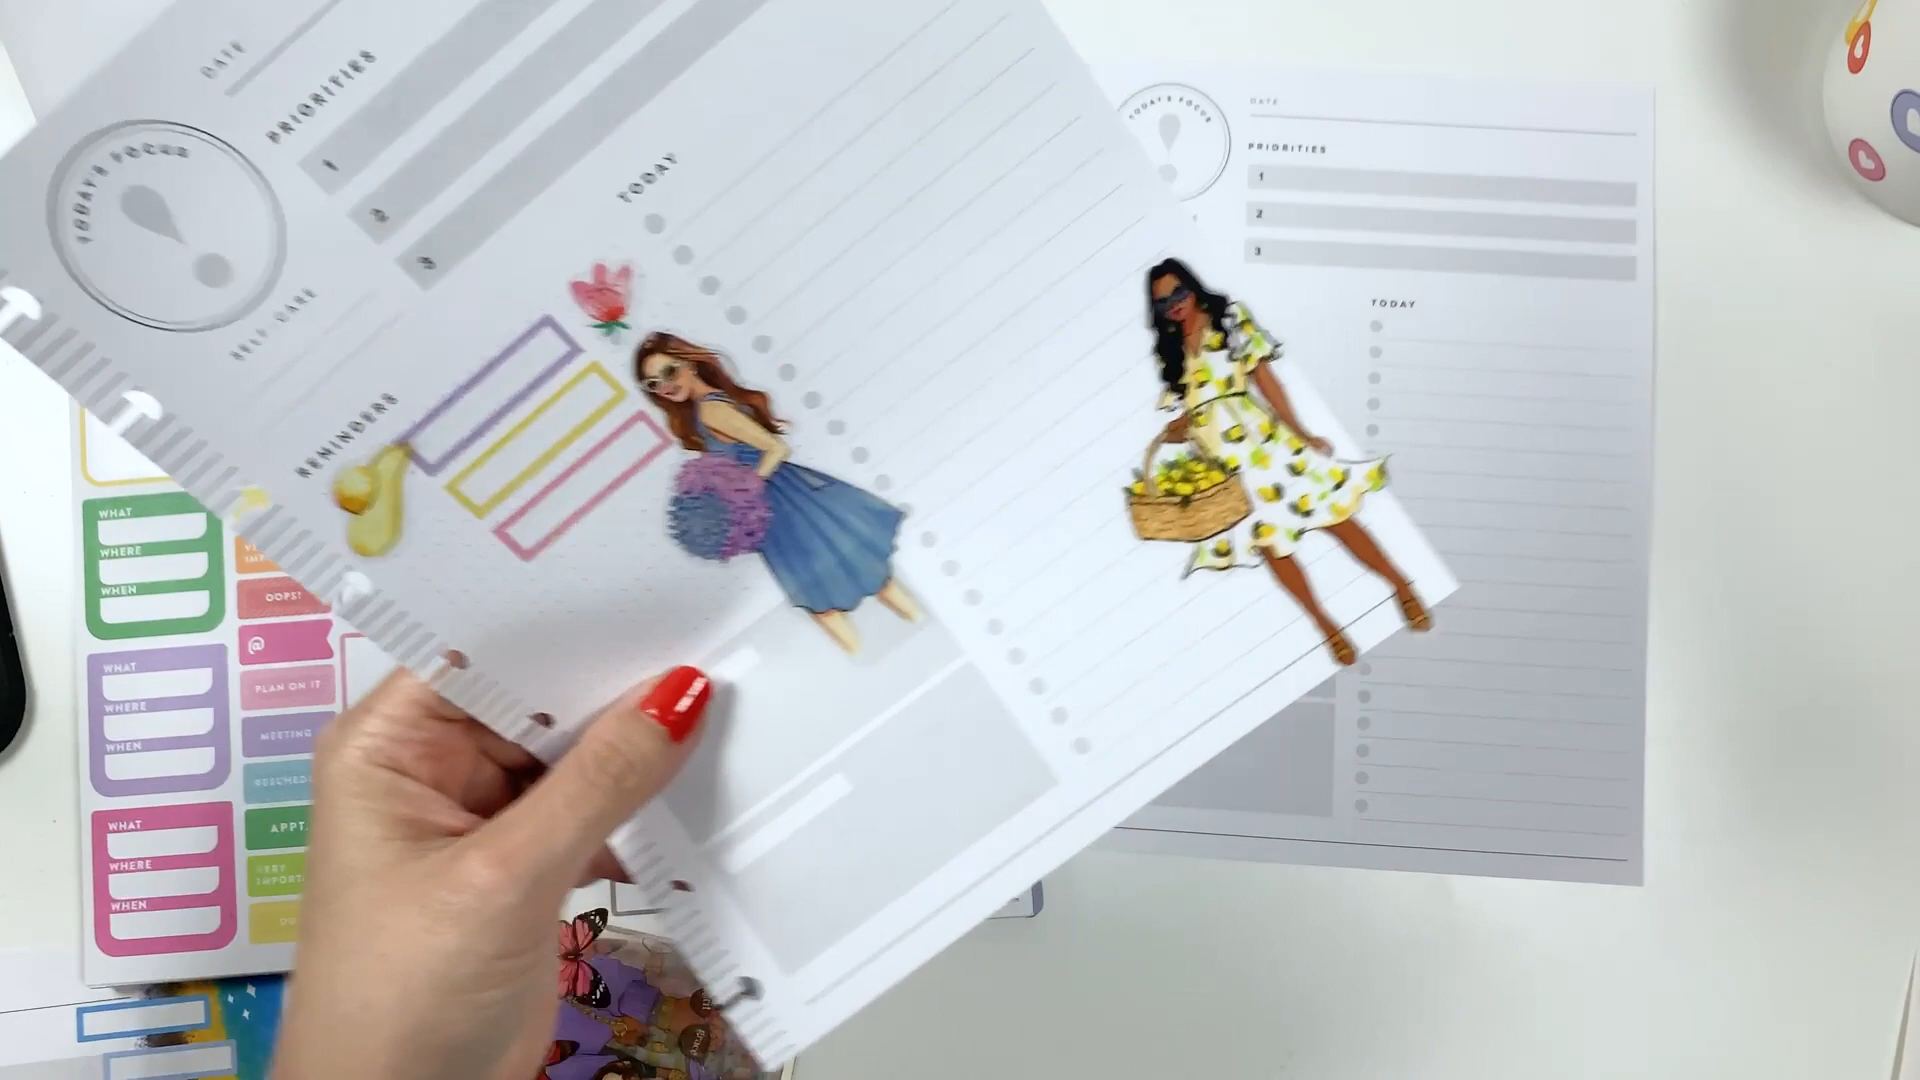 DATE
PRIORITIES
1
2
3
TODAY'S FOCUS
SELF CARE
TODAY
REMINDERS
TODAY'S FOCUS
DATE
PRIORITIES
1
2
3
TODAY
WHAT
WHERE
WHEN
WHAT
WHERE
WHEN
WHAT
WHERE
WHEN
OOPS!
@
PLAN ON IT
MEETING
APPT.
VERY